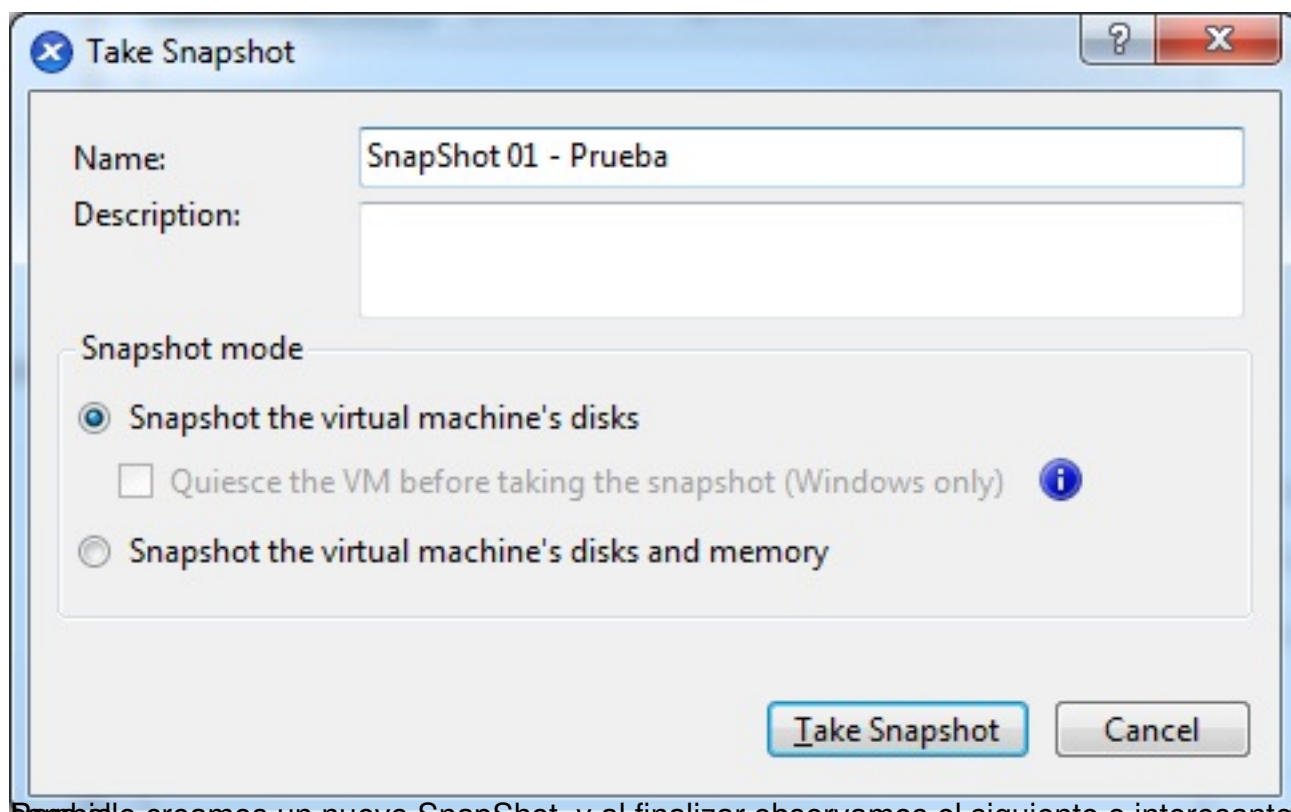 Take Snapshot
Name:
SnapShot 01 - Prueba
Description:
Snapshot mode
Snapshot the virtual machine's disks
Quiesce the VM before taking the snapshot (Windows only)
Snapshot the virtual machine's disks and memory
Take Snapshot
Cancel
creamos un nuevo SnapShot, y al finalizar observamos el siguiente e interesante